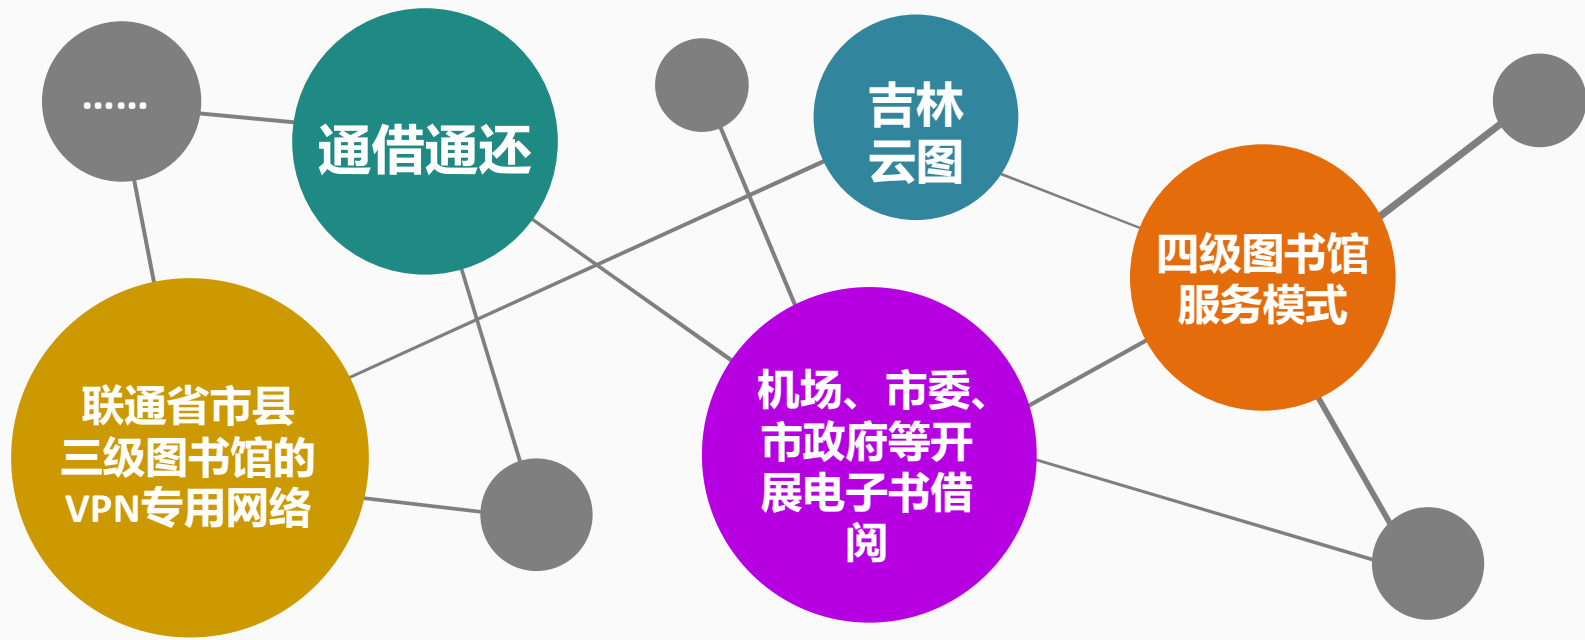 ……
通借通还
吉林
云图
四级图书馆
服务模式
联通省市县
三级图书馆的
VPN专用网络
机场、市委、
市政府等开
展电子书借
阅